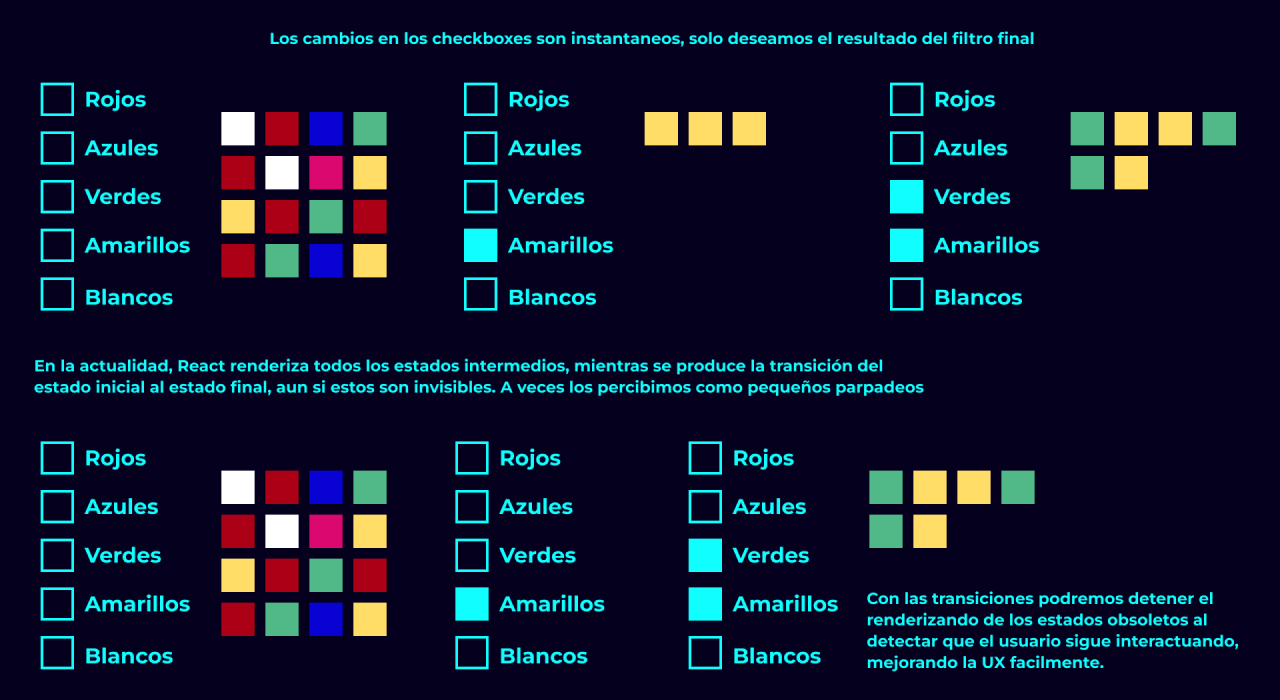 Los cambios en los checkboxes son instantaneos, solo deseamos el resultado del filtro final
Rojos
Azules
Verdes
Amarillos
Blancos
Rojos
Azules
Verdes
Amarillos
Blancos
Rojos
Azules
Verdes
Amarillos
Blancos
En la actualidad, React renderiza todos los estados intermedios, mientras se produce la transición del
estado inicial al estado final, aun si estos son invisibles. A veces los percibimos como pequeños parpadeos
Rojos
Azules
Verdes
Amarillos
Blancos
Rojos
Azules
Verdes
Amarillos
Blancos
Rojos
Azules
Verdes
Amarillos
Blancos
Con las transiciones podremos detener el
renderizando de los estados obsoletos al
detectar que el usuario sigue interactuando,
mejorando la UX facilmente.